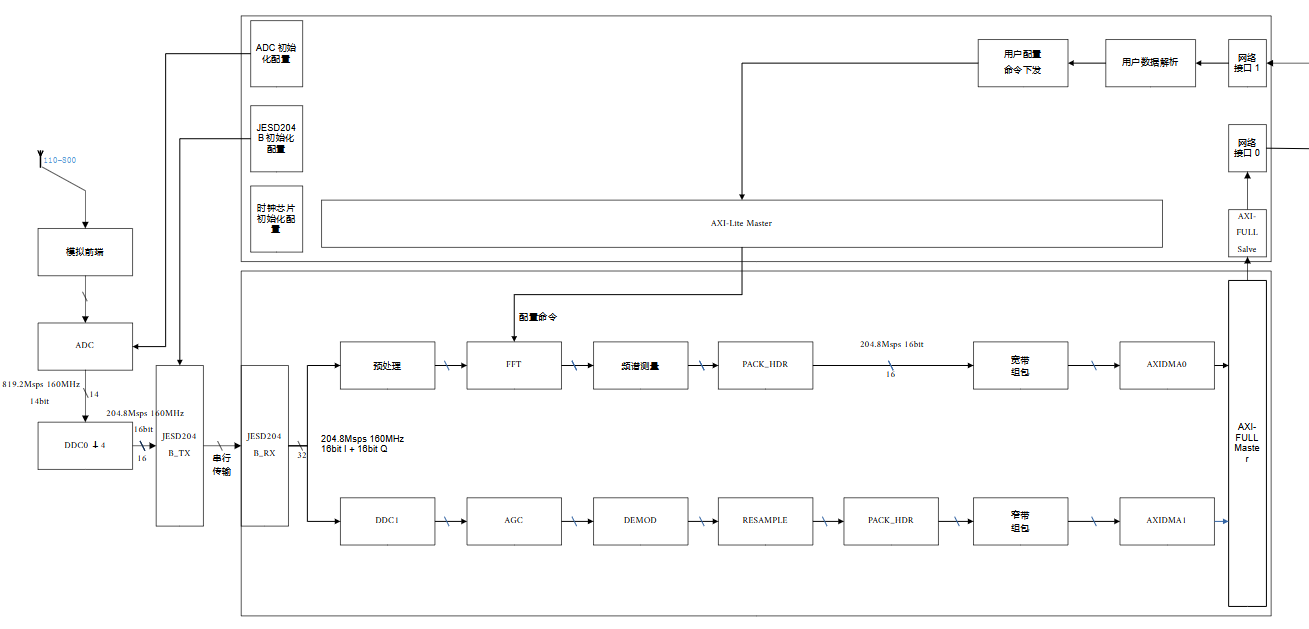 ADC 初始
化配置
用户配置
命令下发
用户数据解析
网络
接口 1
JESD204
B 初始化
配置
网络
接口 0
110-800
时钟芯片
初始化配
置
AXI-Lite Master
AXI-
FULL
Salve
模拟前端
配置命令
ADC
预处理
FFT
频谱测量
PACK_HDR
204.8Msps 16bit
16
宽带
组包
AXIDMA0
819.2Msps 160MHz
14bit
14
204.8Msps 160MHz
16bit
16
DDC0 ↓ 4
JESD204
B_TX
串行
传输
JESD204
B_RX
32
204.8Msps 160MHz
16bit I + 16bit Q
AXI-
FULL
Maste
r
DDC1
AGC
DEMOD
RESAMPLE
PACK_HDR
窄带
组包
AXIDMA1